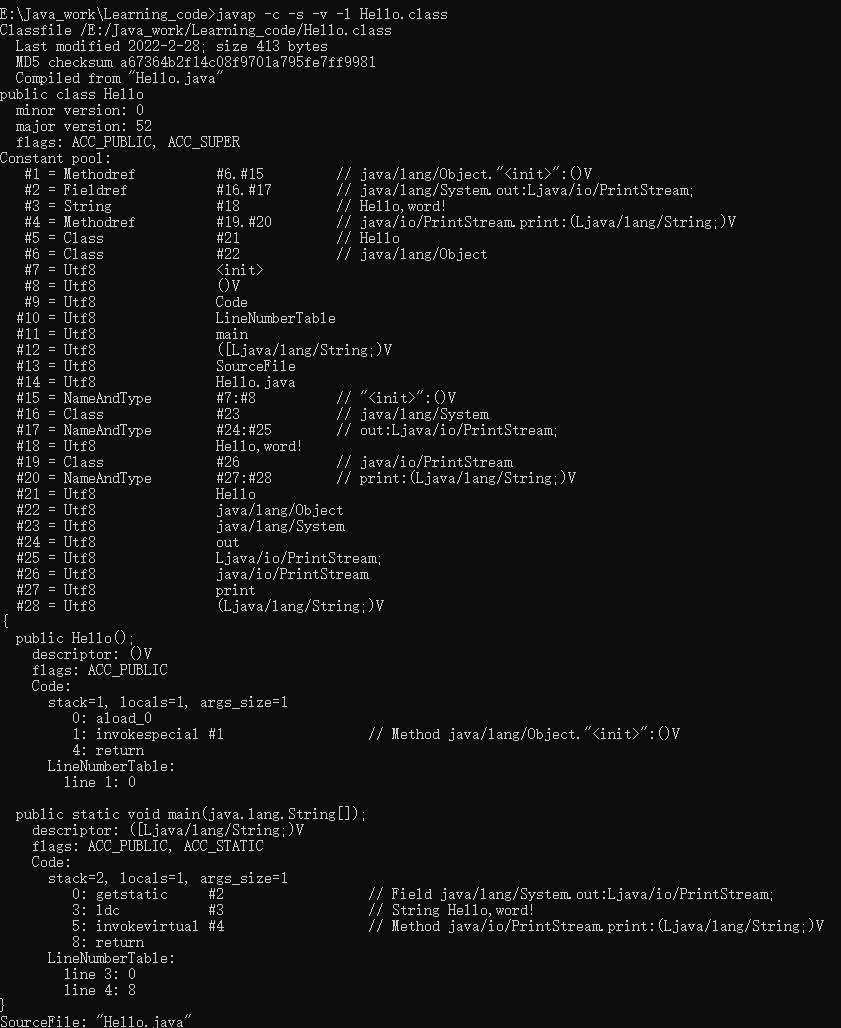 E:\Java_work\Learning_code>javap -c -s -v -l Hello.class
Classfile /E:/Java_work/Learning_code/Hello.class
  Last modified 2022-2-28; size 413 bytes
  MD5 checksum a67364b2f14c08f9701a795fe7ff9981
  Compiled from "Hello.java"
public class Hello
  minor version: 0
  major version: 52
  flags: ACC_PUBLIC, ACC_SUPER
Constant pool:
   #1 = Methodref          #6.#15         // java/lang/Object."<init>":()V
   #2 = Fieldref           #16.#17        // java/lang/System.out:Ljava/io/PrintStream;
   #3 = String             #18            // Hello,word!
   #4 = Methodref          #19.#20        // java/io/PrintStream.print:(Ljava/lang/String;)V
   #5 = Class              #21            // Hello
   #6 = Class              #22            // java/lang/Object
   #7 = Utf8               <init>
   #8 = Utf8               ()V
   #9 = Utf8               Code
  #10 = Utf8               LineNumberTable
  #11 = Utf8               main
  #12 = Utf8               ([Ljava/lang/String;)V
  #13 = Utf8               SourceFile
  #14 = Utf8               Hello.java
  #15 = NameAndType        #7:#8          // "<init>":()V
  #16 = Class              #23            // java/lang/System
  #17 = NameAndType        #24:#25        // out:Ljava/io/PrintStream;
  #18 = Utf8               Hello,word!
  #19 = Class              #26            // java/io/PrintStream
  #20 = NameAndType        #27:#28        // print:(Ljava/lang/String;)V
  #21 = Utf8               Hello
  #22 = Utf8               java/lang/Object
  #23 = Utf8               java/lang/System
  #24 = Utf8               out
  #25 = Utf8               Ljava/io/PrintStream;
  #26 = Utf8               java/io/PrintStream
  #27 = Utf8               print
  #28 = Utf8               (Ljava/lang/String;)V
{
  public Hello();
    descriptor: ()V
    flags: ACC_PUBLIC
    Code:
      stack=1, locals=1, args_size=1
         0: aload_0
         1: invokespecial #1                  // Method java/lang/Object."<init>":()V
         4: return
      LineNumberTable:
        line 1: 0

  public static void main(java.lang.String[]);
    descriptor: ([Ljava/lang/String;)V
    flags: ACC_PUBLIC, ACC_STATIC
    Code:
      stack=2, locals=1, args_size=1
         0: getstatic     #2                  // Field java/lang/System.out:Ljava/io/PrintStream;
         3: ldc           #3                  // String Hello,word!
         5: invokevirtual #4                  // Method java/io/PrintStream.print:(Ljava/lang/String;)V
         8: return
      LineNumberTable:
        line 3: 0
        line 4: 8
}
SourceFile: "Hello.java"